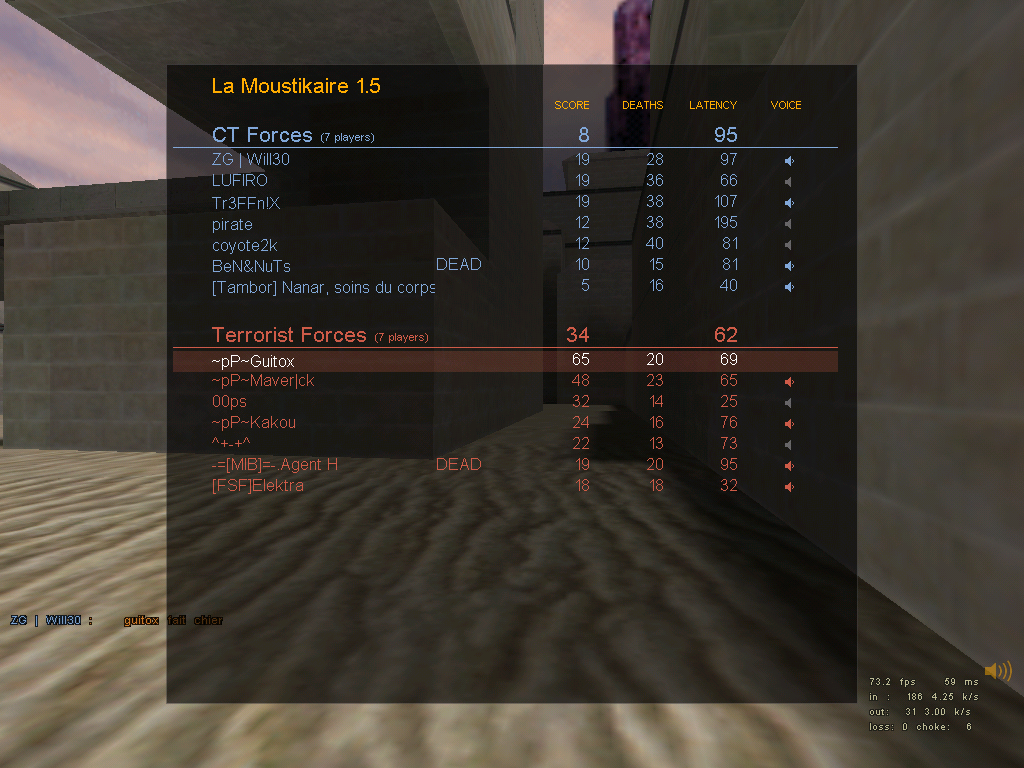 La Moustikaire 1.5
SCORE DEATHS LATENCY VOICE
CT Forces (7 players) 8 95
ZG | Will30 19 28 97
LUFIRO 19 36 66
Tr3FFn!X 19 38 107
pirate 12 38 195
coyote2k 12 40 81
BeN&NuTs DEAD 10 15 81
[Tambor] Nanar, soins du corps 5 16 40
Terrorist Forces (7 players) 34 62
~pP~Guitox 65 20 69
~pP~Maver|ck 48 23 65
00ps 32 14 25
~pP~Kakou 24 16 76
^+-+^ 22 13 73
-=[MIB]=-.Agent H DEAD 19 20 95
[FSF]Elektra 18 18 32
ZG | Will30 : guitox fait chier
73.2 fps 59 ms
in : 186 4.25 k/s
out: 31 3.00 k/s
loss: 0 choke: 6